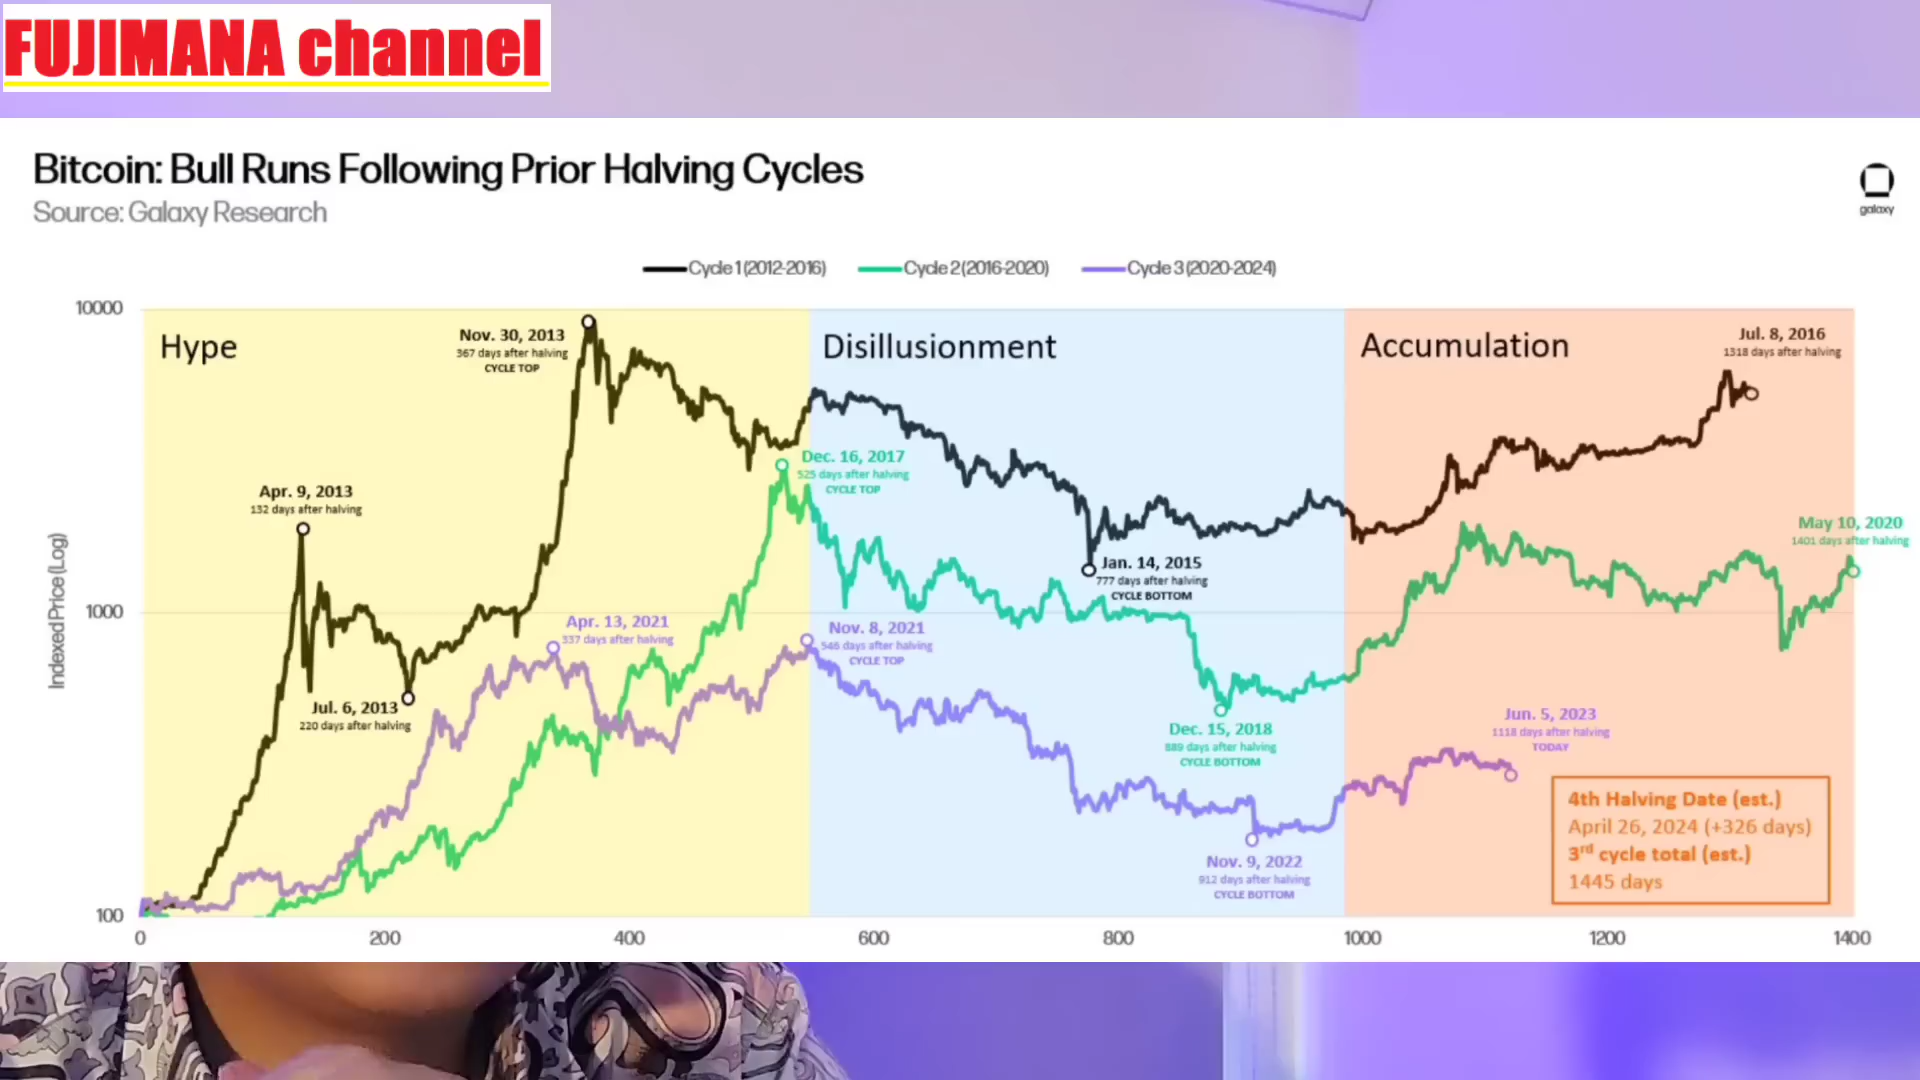 FUJIMANA channel
Bitcoin: Bull Runs Following Prior Halving Cycles
Source: Galaxy Research
galaxy
Cycle 1 (2012-2016)
Cycle 2 (2016-2020)
Cycle 3 (2020-2024)
Indexed Price (Log)
10000
1000
100
Hype
Disillusionment
Accumulation
Apr. 9, 2013
132 days after halving
Jul. 6, 2013
220 days after halving
Nov. 30, 2013
367 days after halving
CYCLE TOP
Apr. 13, 2021
337 days after halving
Dec. 16, 2017
525 days after halving
CYCLE TOP
Nov. 8, 2021
546 days after halving
CYCLE TOP
Jan. 14, 2015
777 days after halving
CYCLE BOTTOM
Dec. 15, 2018
889 days after halving
CYCLE BOTTOM
Nov. 9, 2022
912 days after halving
CYCLE BOTTOM
Jul. 8, 2016
1318 days after halving
May 10, 2020
1401 days after halving
Jun. 5, 2023
1118 days after halving
TODAY
4th Halving Date (est.)
April 26, 2024 (+326 days)
3rd cycle total (est.)
1445 days
0
200
400
600
800
1000
1200
1400